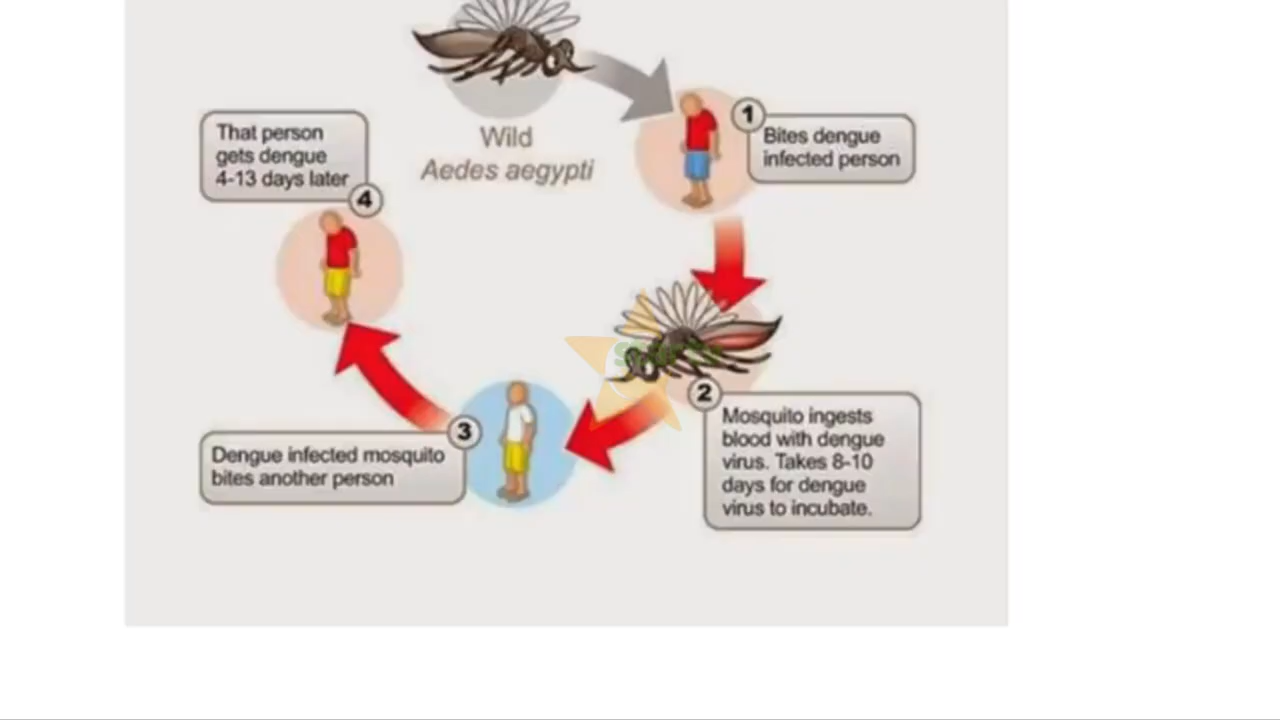 Wild
Aedes aegypti
1
Bites dengue
infected person
2
Mosquito ingests
blood with dengue
virus. Takes 8-10
days for dengue
virus to incubate.
3
Dengue infected mosquito
bites another person
4
That person
gets dengue
4-13 days later